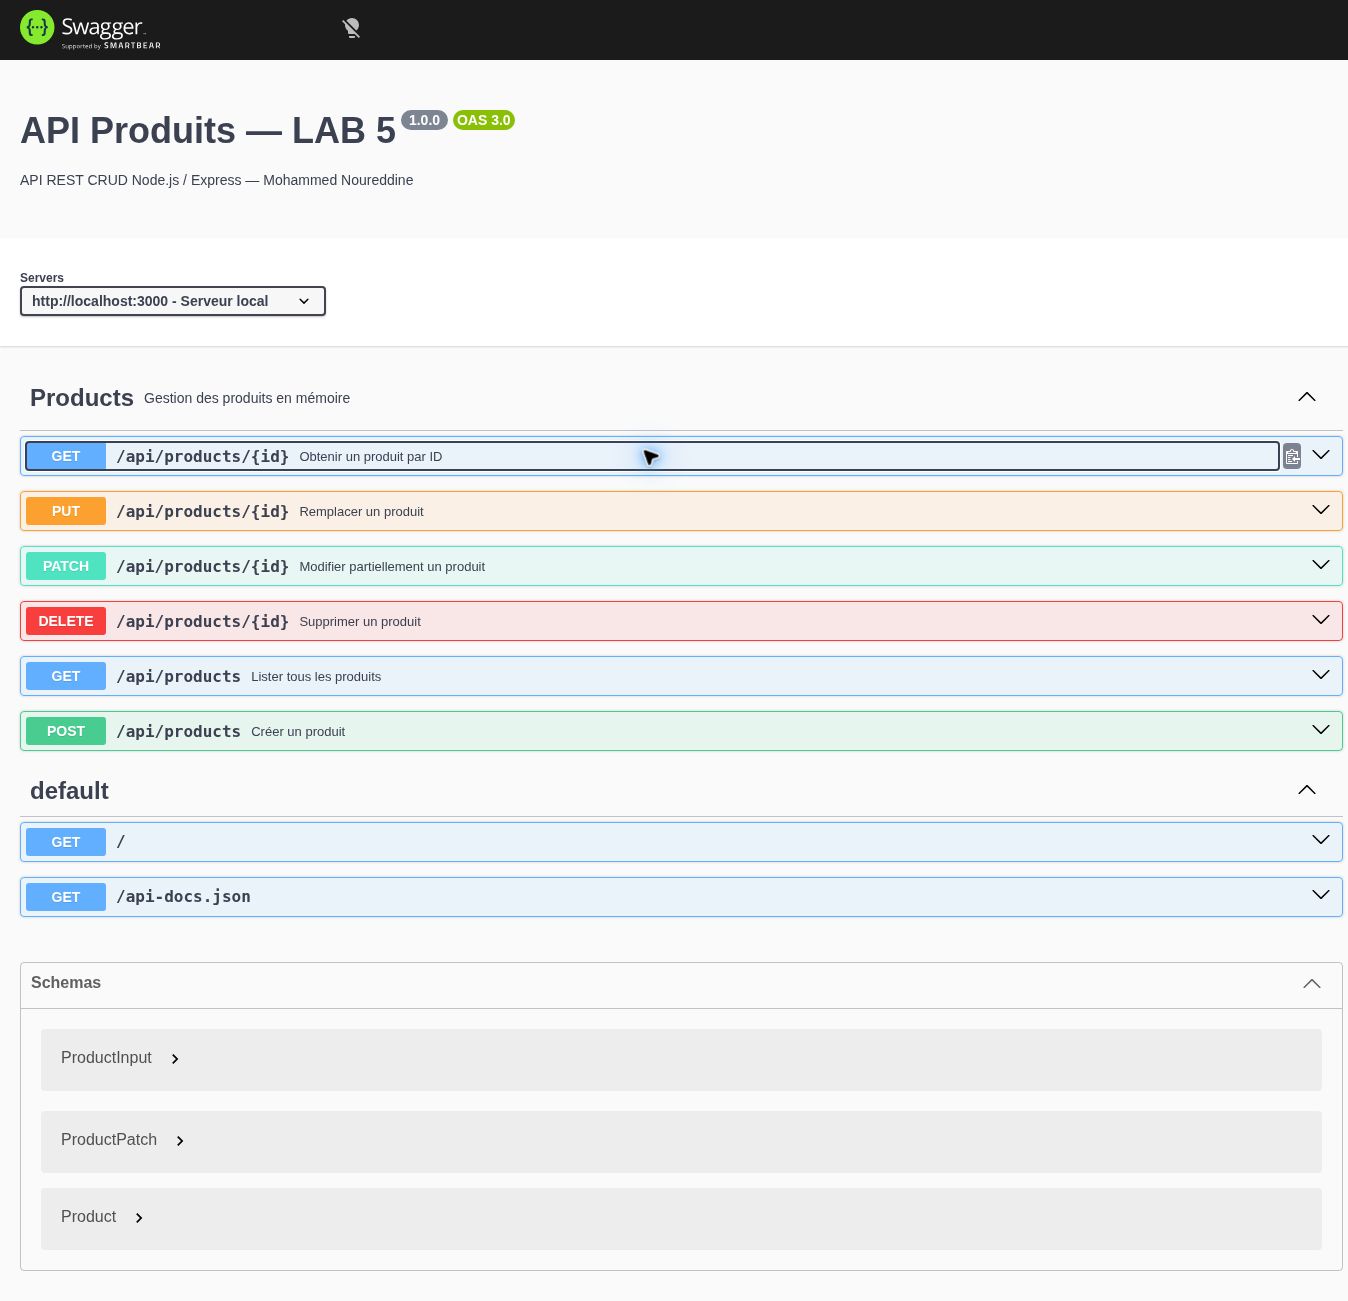 Swagger
Supported by SMARTBEAR
API Produits — LAB 5 1.0.0 OAS 3.0
API REST CRUD Node.js / Express — Mohammed Noureddine
Servers
http://localhost:3000 - Serveur local
Products Gestion des produits en mémoire
GET /api/products/{id} Obtenir un produit par ID
PUT /api/products/{id} Remplacer un produit
PATCH /api/products/{id} Modifier partiellement un produit
DELETE /api/products/{id} Supprimer un produit
GET /api/products Lister tous les produits
POST /api/products Créer un produit
default
GET /
GET /api-docs.json
Schemas
ProductInput
ProductPatch
Product